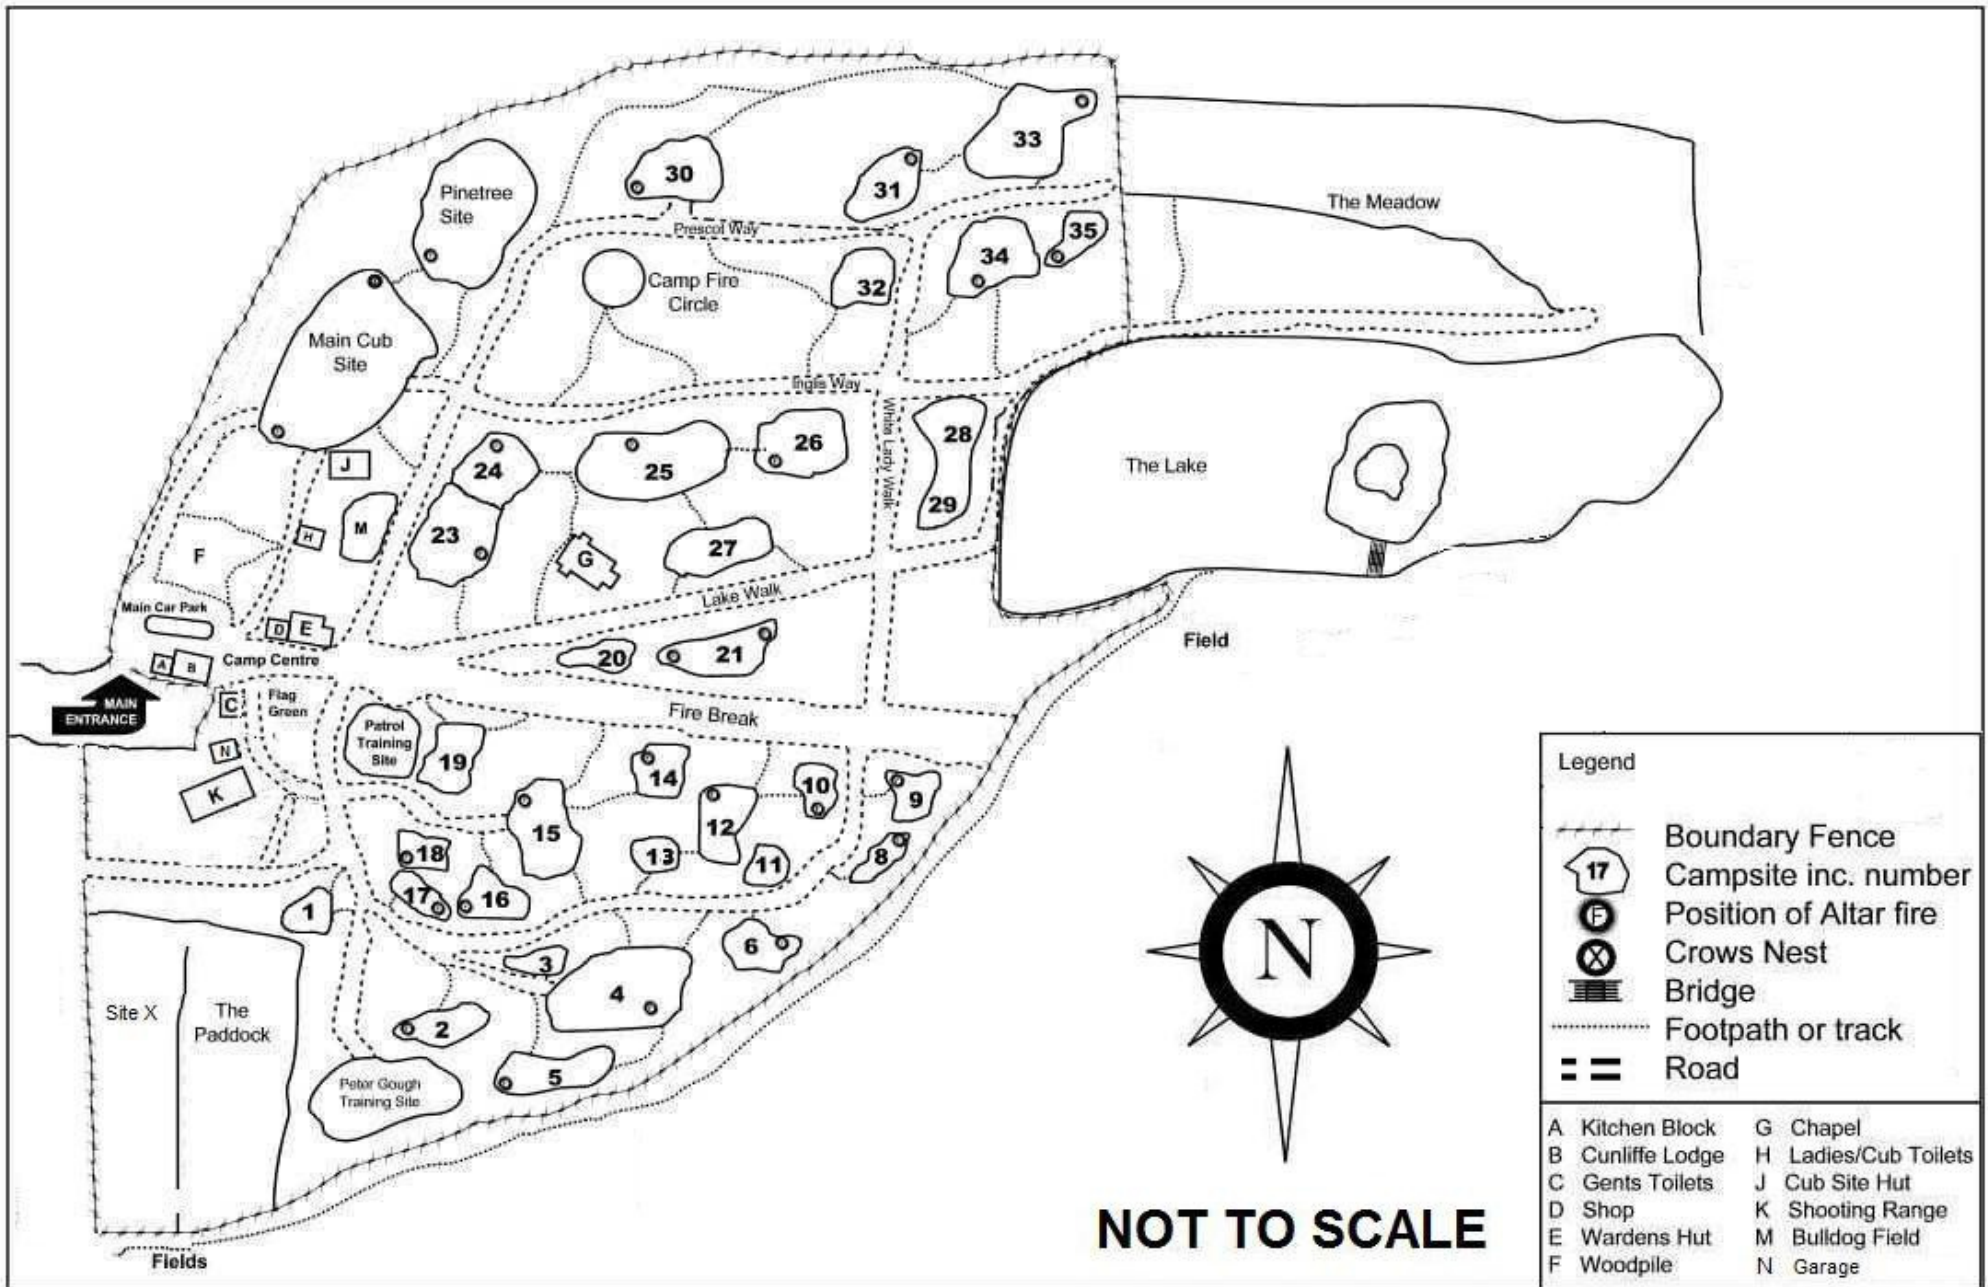 33
30
31
Pinetree
Site
The Meadow
35
Prescot Way
34
Camp Fire
Circle
32
Main Cub
Site
Inglis Way
White Lady Walk
28
26
24
25
J
The Lake
29
M
23
H
27
F
G
Lake Walk
Main Car Park
D
E
Field
20
21
A
B
Camp Centre
MAIN
ENTRANCE
C
Flag
Green
Fire Break
Patrol
Training
Site
N
19
14
10
9
K
12
15
18
13
11
8
17
16
1
6
3
4
Site X
The
Paddock
2
5
Peter Gough
Training Site
Fields
N
NOT TO SCALE
Legend
Boundary Fence
17
Campsite inc. number
F
Position of Altar fire
X
Crows Nest
Bridge
Footpath or track
Road
A Kitchen Block
B Cunliffe Lodge
C Gents Toilets
D Shop
E Wardens Hut
F Woodpile
G Chapel
H Ladies/Cub Toilets
J Cub Site Hut
K Shooting Range
M Bulldog Field
N Garage